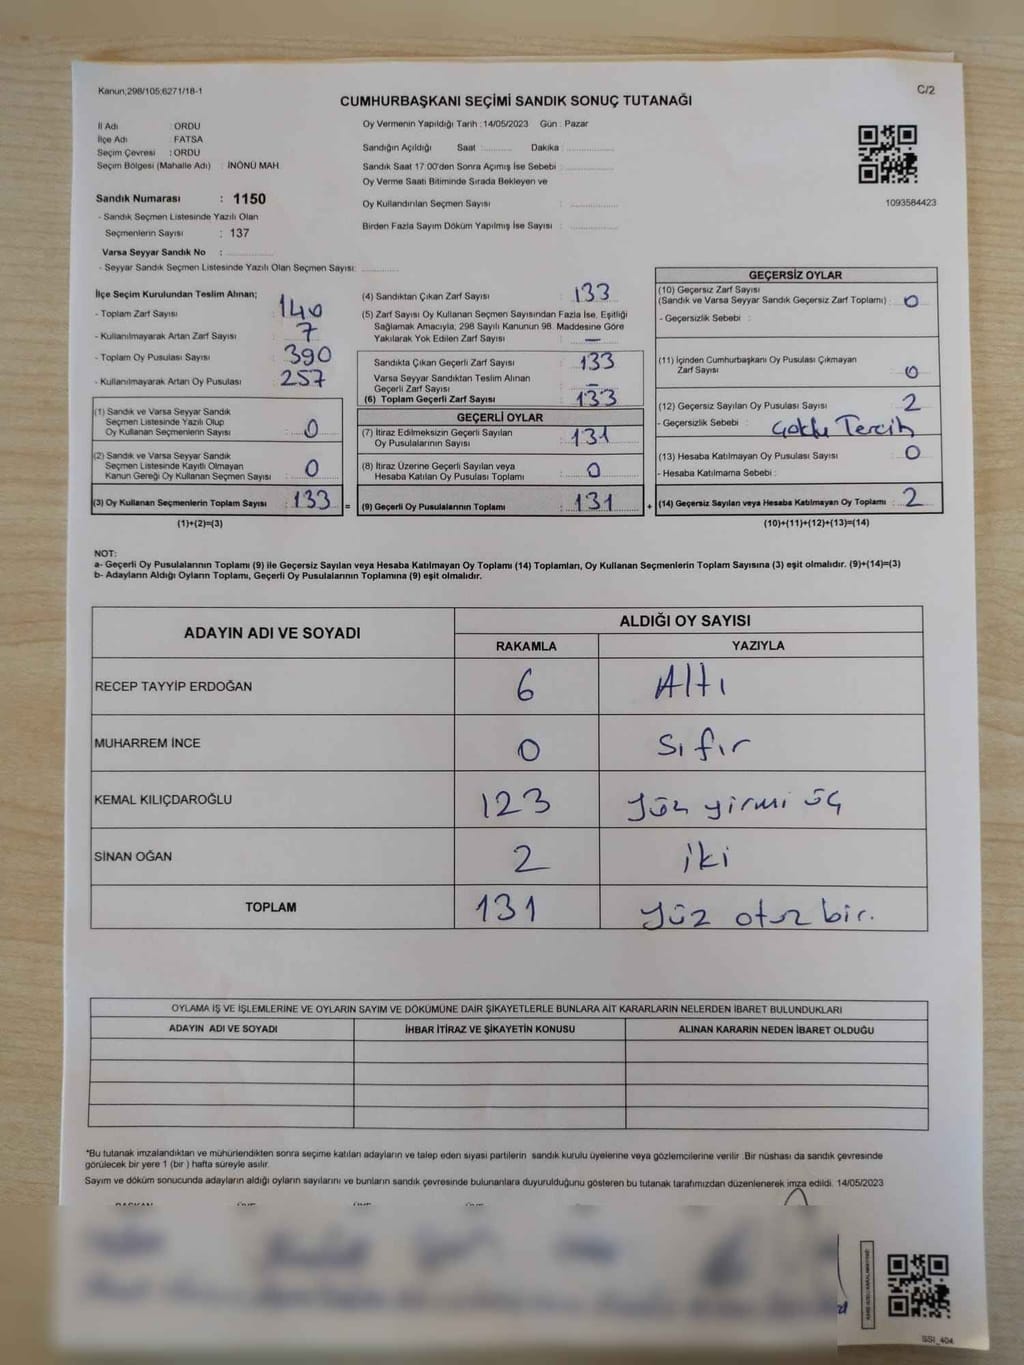 Kanun;298/105;6271/18-1
C/2
CUMHURBAŞKANI SEÇİMİ SANDIK SONUÇ TUTANAĞI
İl Adı : ORDU
İlçe Adı : FATSA
Seçim Çevresi : ORDU
Seçim Bölgesi (Mahalle Adı) : İNÖNÜ MAH.
Oy Vermenin Yapıldığı Tarih :14/05/2023 Gün : Pazar
Sandığın Açıldığı Saat :............ Dakika :..................
Sandık Saat 17:00'den Sonra Açımış İse Sebebi :..................
Oy Verme Saati Bitiminde Sırada Bekleyen ve
Oy Kullandırılan Seçmen Sayısı : ..................
Birden Fazla Sayım Döküm Yapılmış İse Sayısı : ..................
1093584423
Sandık Numarası : 1150
- Sandık Seçmen Listesinde Yazılı Olan
Seçmenlerin Sayısı : 137
Varsa Seyyar Sandık No : ..................
- Seyyar Sandık Seçmen Listesinde Yazılı Olan Seçmen Sayısı: ..............
İlçe Seçim Kurulundan Teslim Alınan;
- Toplam Zarf Sayısı : 140
- Kullanılmayarak Artan Zarf Sayısı : 7
- Toplam Oy Pusulası Sayısı : 390
- Kullanılmayarak Artan Oy Pusulası : 257
(1) Sandık ve Varsa Seyyar Sandık
Seçmen Listesinde Yazılı Olup
Oy Kullanan Seçmenlerin Sayısı : 0
(2) Sandık ve Varsa Seyyar Sandık
Seçmen Listesinde Kayıtlı Olmayan
Kanun Gereği Oy Kullanan Seçmen Sayısı : 0
(3) Oy Kullanan Seçmenlerin Toplam Sayısı : 133
(1)+(2)=(3)
=
(4) Sandıktan Çıkan Zarf Sayısı : 133
(5) Zarf Sayısı Oy Kullanan Seçmen Sayısından Fazla İse, Eşitliği
Sağlamak Amacıyla; 298 Sayılı Kanunun 98. Maddesine Göre
Yakılarak Yok Edilen Zarf Sayısı : —
Sandıkta Çıkan Geçerli Zarf Sayısı : 133
Varsa Seyyar Sandıktan Teslim Alınan
Geçerli Zarf Sayısı : —
(6) Toplam Geçerli Zarf Sayısı : 133
GEÇERLİ OYLAR
(7) İtiraz Edilmeksizin Geçerli Sayılan
Oy Pusulalarının Sayısı : 131
(8) İtiraz Üzerine Geçerli Sayılan veya
Hesaba Katılan Oy Pusulası Toplamı : 0
(9) Geçerli Oy Pusulalarının Toplamı : 131
+
GEÇERSİZ OYLAR
(10) Geçersiz Zarf Sayısı
(Sandık ve Varsa Seyyar Sandık Geçersiz Zarf Toplamı) : 0
- Geçersizlik Sebebi :
(11) İçinden Cumhurbaşkanı Oy Pusulası Çıkmayan
Zarf Sayısı : 0
(12) Geçersiz Sayılan Oy Pusulası Sayısı : 2
- Geçersizlik Sebebi : Çoklu Tercih
(13) Hesaba Katılmayan Oy Pusulası Sayısı : 0
- Hesaba Katılmama Sebebi :
(14) Geçersiz Sayılan veya Hesaba Katılmayan Oy Toplamı : 2
(10)+(11)+(12)+(13)=(14)
NOT:
a- Geçerli Oy Pusulalarının Toplamı (9) ile Geçersiz Sayılan veya Hesaba Katılmayan Oy Toplamı (14) Toplamları, Oy Kullanan Seçmenlerin Toplam Sayısına (3) eşit olmalıdır. (9)+(14)=(3)
b- Adayların Aldığı Oyların Toplamı, Geçerli Oy Pusulalarının Toplamına (9) eşit olmalıdır.
ADAYIN ADI VE SOYADI
ALDIĞI OY SAYISI
RAKAMLA YAZIYLA
RECEP TAYYİP ERDOĞAN 6 Altı
MUHARREM İNCE 0 Sıfır
KEMAL KILIÇDAROĞLU 123 yüz yirmi üç
SİNAN OĞAN 2 iki
TOPLAM 131 yüz otuz bir.
OYLAMA İŞ VE İŞLEMLERİNE VE OYLARIN SAYIM VE DÖKÜMÜNE DAİR ŞİKAYETLERLE BUNLARA AİT KARARLARIN NELERDEN İBARET BULUNDUKLARI
ADAYIN ADI VE SOYADI İHBAR İTİRAZ VE ŞİKAYETİN KONUSU ALINAN KARARIN NEDEN İBARET OLDUĞU
*Bu tutanak imzalandıktan ve mühürlendikten sonra seçime katılan adayların ve talep eden siyasi partilerin sandık kurulu üyelerine veya gözlemcilerine verilir .Bir nüshası da sandık çevresinde
görülecek bir yere 1 (bir ) hafta süreyle asılır.
Sayım ve döküm sonucunda adayların aldığı oyların sayılarını ve bunların sandık çevresinde bulunanlara duyurulduğunu gösteren bu tutanak tarafımızdan düzenlenerek imza edildi. 14/05/2023
SSI_404